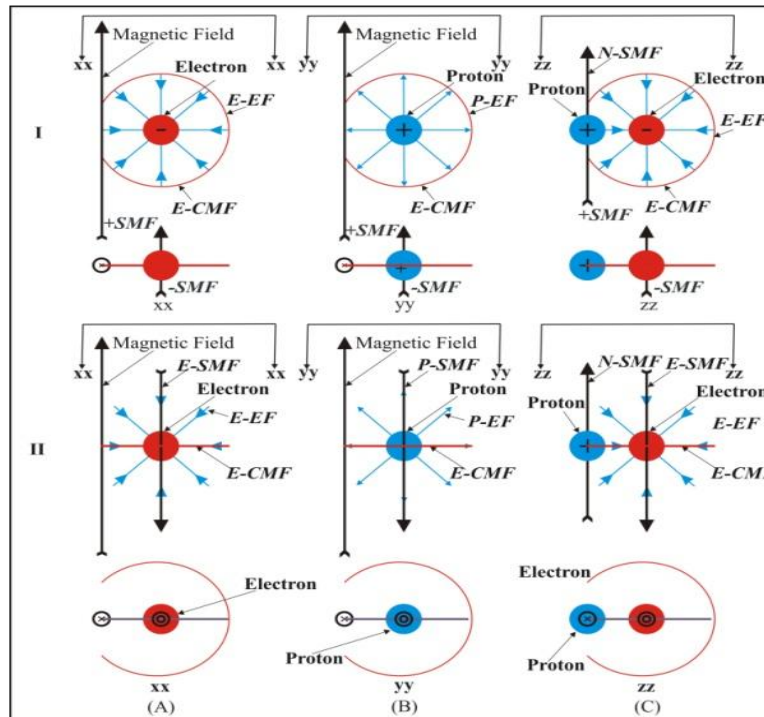 Magnetic Field
xx xx
Electron
E-EF
E-CMF
+SMF
-SMF
xx
Magnetic Field
yy yy
Proton
P-EF
+
E-CMF
+SMF
+
-SMF
yy
N-SMF
zz zz
Proton
Electron
+ -
E-EF
+SMF
E-CMF
+
-SMF
zz
I
Magnetic Field
xx xx
E-SMF
Electron
E-EF
E-CMF
Electron
xx
(A)
Magnetic Field
yy yy
P-SMF
Proton
P-EF
E-CMF
Proton
yy
(B)
N-SMF E-SMF
zz zz
Electron
Proton
+
E-EF
E-CMF
Electron
Proton
zz
(C)
II